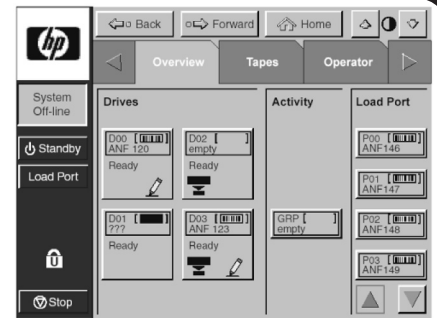 Back
Forward
Home
hp
Overview
Tapes
Operator
System
Off-line
Standby
Load Port
Stop
Drives
D00 [ ]
ANF 120
Ready
D02 [ ]
empty
Ready
D01 [ ]
???
Ready
D03 [ ]
ANF 123
Ready
Activity
GRP [ ]
empty
Load Port
P00 [ ]
ANF146
P01 [ ]
ANF147
P02 [ ]
ANF148
P03 [ ]
ANF149